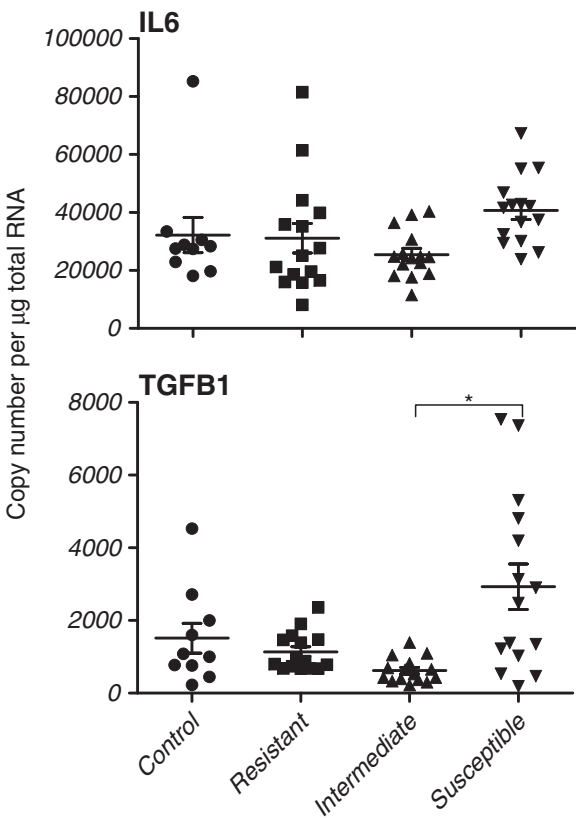 IL6
100000
80000
60000
40000
20000
0
Copy number per μg total RNA
TGFB1
8000
6000
4000
2000
0
*
Control
Resistant
Intermediate
Susceptible